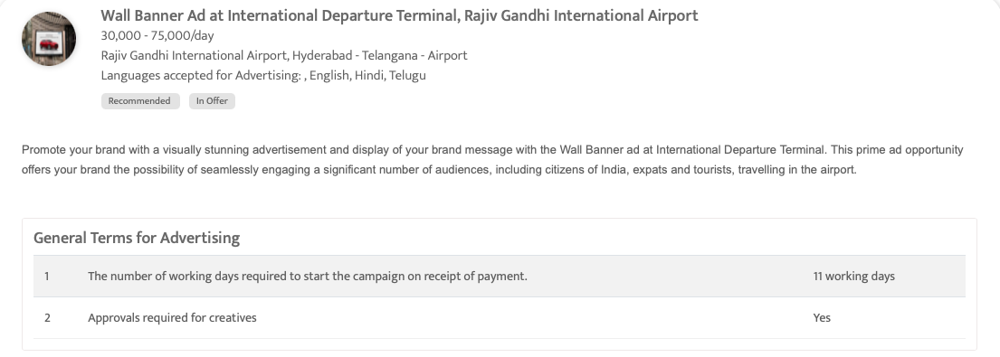 Wall Banner Ad at International Departure Terminal, Rajiv Gandhi International Airport
30,000 - 75,000/day
Rajiv Gandhi International Airport, Hyderabad - Telangana - Airport
Languages accepted for Advertising: , English, Hindi, Telugu
Recommended In Offer
Promote your brand with a visually stunning advertisement and display of your brand message with the Wall Banner ad at International Departure Terminal. This prime ad opportunity
offers your brand the possibility of seamlessly engaging a significant number of audiences, including citizens of India, expats and tourists, travelling in the airport.
General Terms for Advertising
1 The number of working days required to start the campaign on receipt of payment. 11 working days
2 Approvals required for creatives Yes